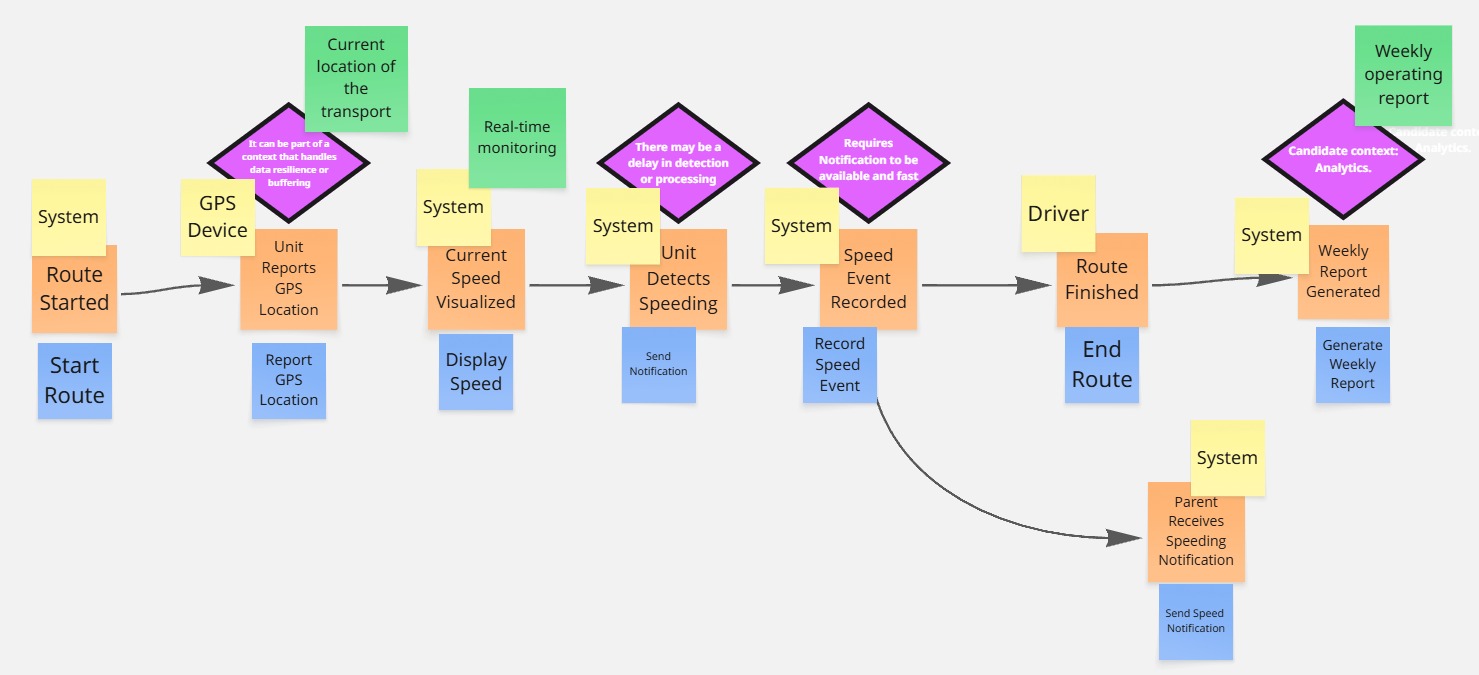 Current
location of
the
transport
Weekly
operating
report
Real-time
monitoring
It can be part of a
context that handles
data resilience or
buffering
There may be a
delay in detection
or processing
Requires
Notification to be
available and fast
Candidate context:
Analytics.
Analytics.
System
GPS
Device
System
System
System
Driver
System
Route
Started
Unit
Reports
GPS
Location
Current
Speed
Visualized
Unit
Detects
Speeding
Speed
Event
Recorded
Route
Finished
Weekly
Report
Generated
Start
Route
Report
GPS
Location
Display
Speed
Send
Notification
Record
Speed
Event
End
Route
Generate
Weekly
Report
System
Parent
Receives
Speeding
Notification
Send Speed
Notification